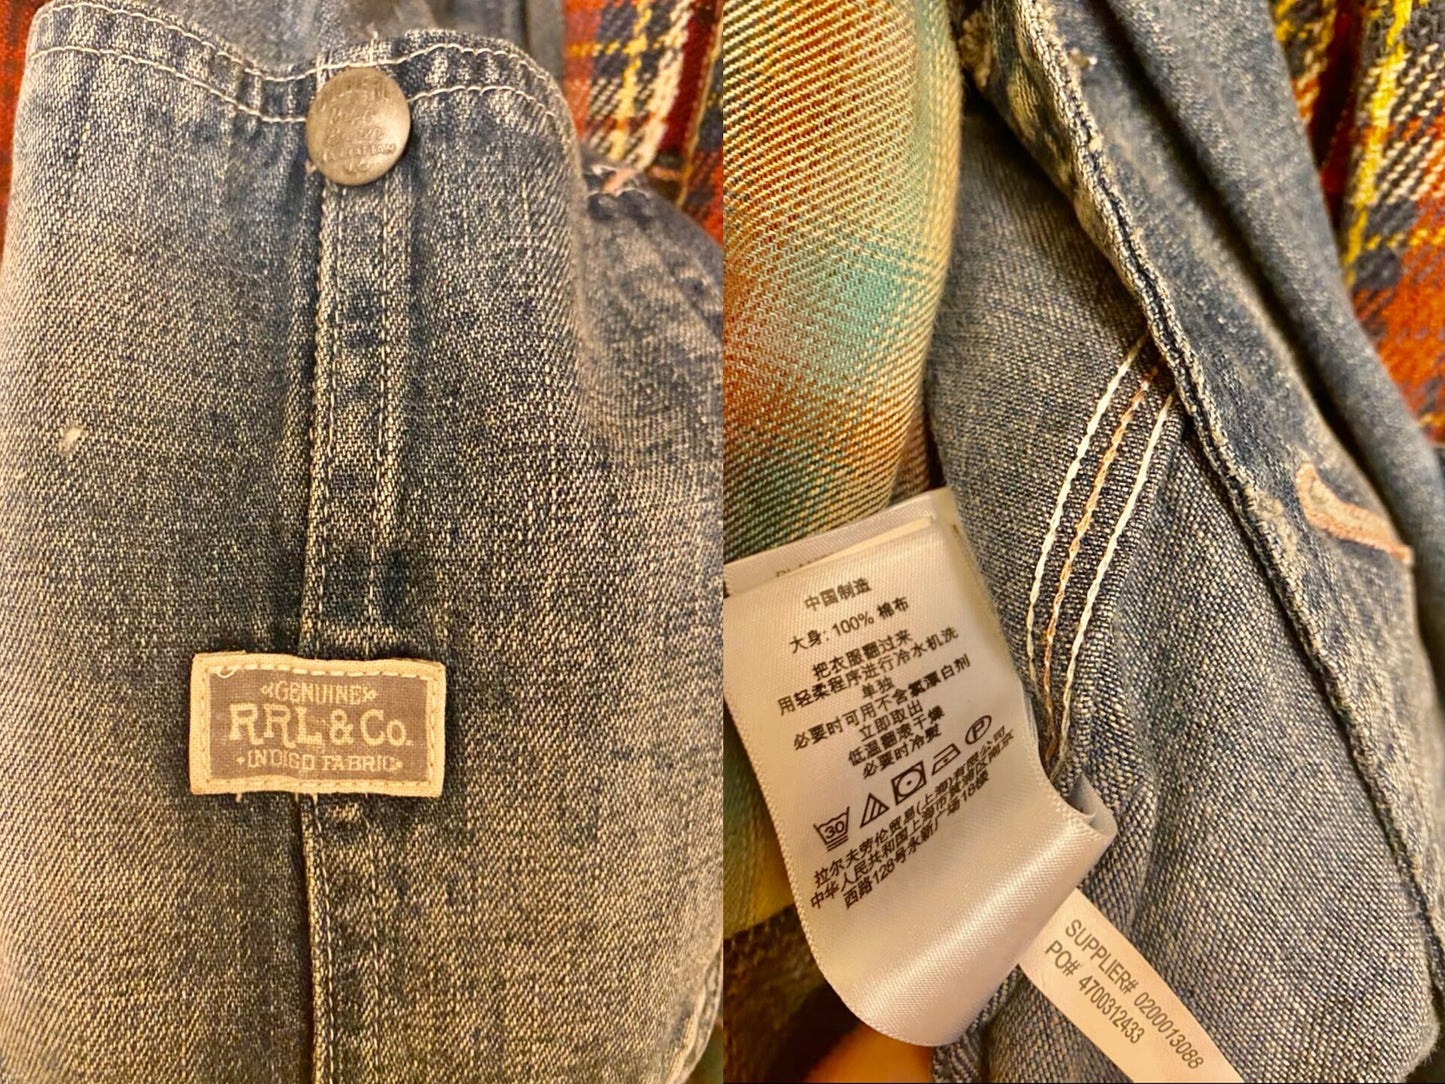 «GENUINE»
RRL & Co.
INDIGO FABRIC
中国制造
大身: 100% 棉布
把衣服翻过来
用轻柔程序进行冷水机洗
单独
必要时可用不含氯漂白剂
立即取出
低温翻滚干燥
必要时冷熨
30
P
拉尔夫劳伦贸易(上海)有限公司
中华人民共和国上海市黄浦区南京
西路128号永新广场18楼
SUPPLIER# 0200013088
PO# 4700312433